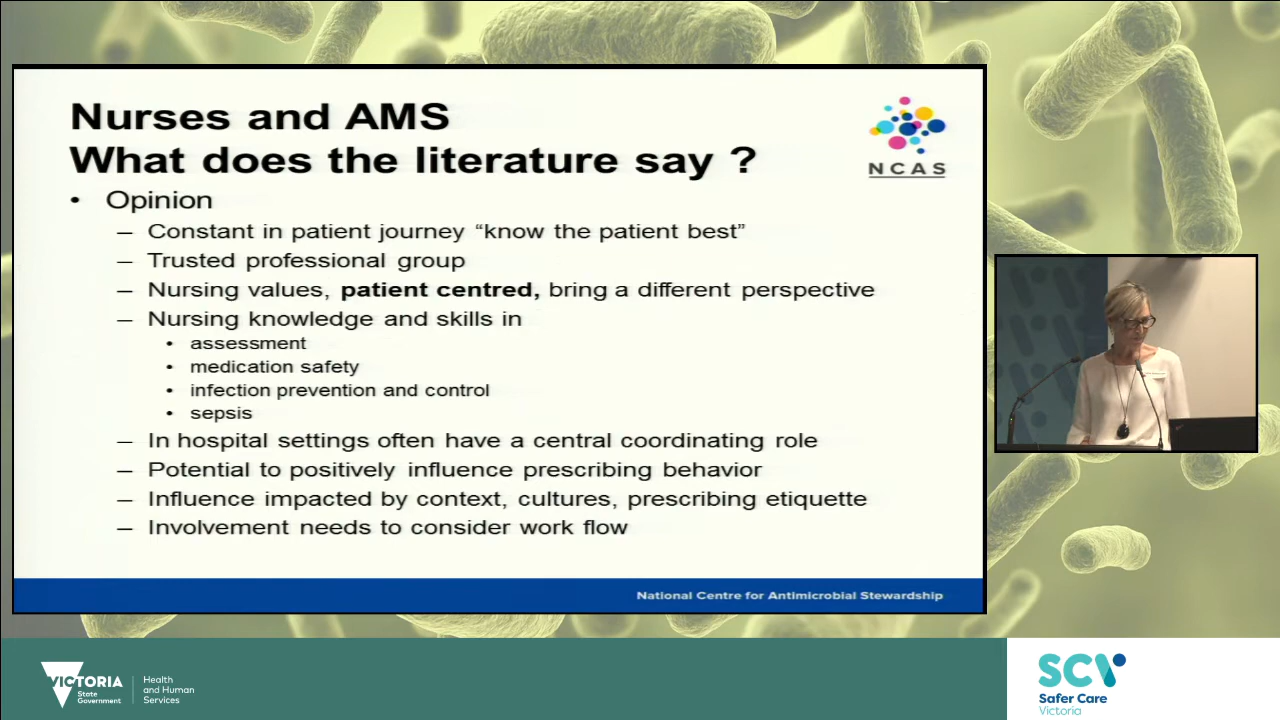 Nurses and AMS
What does the literature say ?
NCAS
• Opinion
– Constant in patient journey “know the patient best”
– Trusted professional group
– Nursing values, patient centred, bring a different perspective
– Nursing knowledge and skills in
• assessment
• medication safety
• infection prevention and control
• sepsis
– In hospital settings often have a central coordinating role
– Potential to positively influence prescribing behavior
– Influence impacted by context, cultures, prescribing etiquette
– Involvement needs to consider work flow
National Centre for Antimicrobial Stewardship
VICTORIA
State
Government
Health
and Human
Services
SCV
Safer Care
Victoria